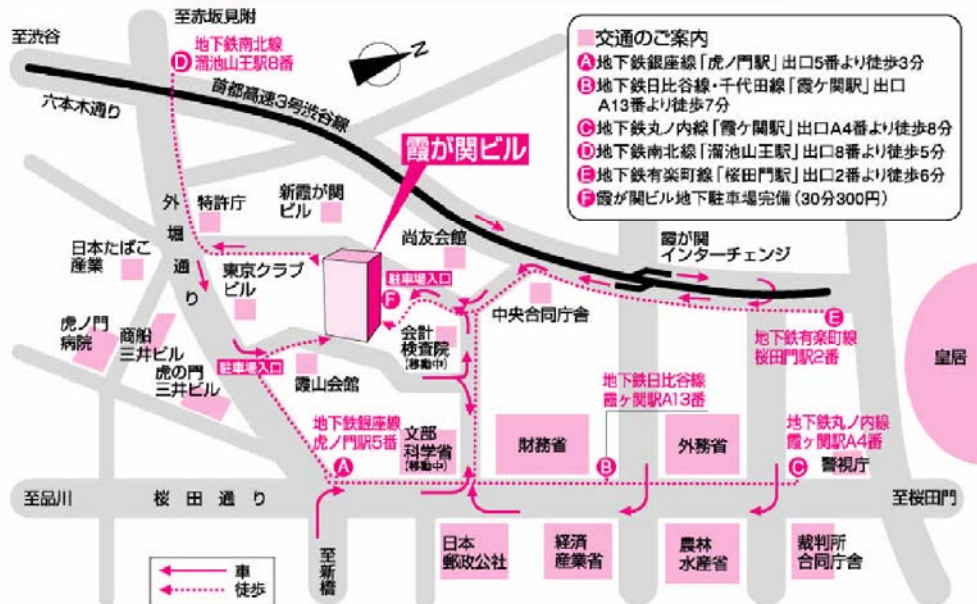 至赤坂見附
至渋谷
地下鉄南北線
D 溜池山王駅8番
六本木通り
首都高速3号渋谷線
N
交通のご案内
A 地下鉄銀座線「虎ノ門駅」出口5番より徒歩3分
B 地下鉄日比谷線・千代田線「霞ケ関駅」出口
A13番より徒歩7分
C 地下鉄丸ノ内線「霞ケ関駅」出口A4番より徒歩8分
D 地下鉄南北線「溜池山王駅」出口8番より徒歩5分
E 地下鉄有楽町線「桜田門駅」出口2番より徒歩6分
F 霞が関ビル地下駐車場完備(30分300円)
霞が関ビル
外堀通り
特許庁
新霞が関
ビル
尚友会館
霞が関
インターチェンジ
日本たばこ
産業
東京クラブ
ビル
駐車場入口
F
中央合同庁舎
E
地下鉄有楽町線
桜田門駅2番
皇居
虎ノ門
病院
商船
三井ビル
虎の門
三井ビル
駐車場入口
霞山会館
会計
検査院
(移動中)
地下鉄日比谷線
霞ヶ関駅A13番
地下鉄銀座線
虎ノ門駅5番
A
文部
科学省
(移動中)
財務省
B
外務省
地下鉄丸ノ内線
霞ヶ関駅A4番
C
警視庁
至品川
桜田通り
至桜田門
至新橋
日本
郵政公社
経済
産業省
農林
水産省
裁判所
合同庁舎
車
徒歩